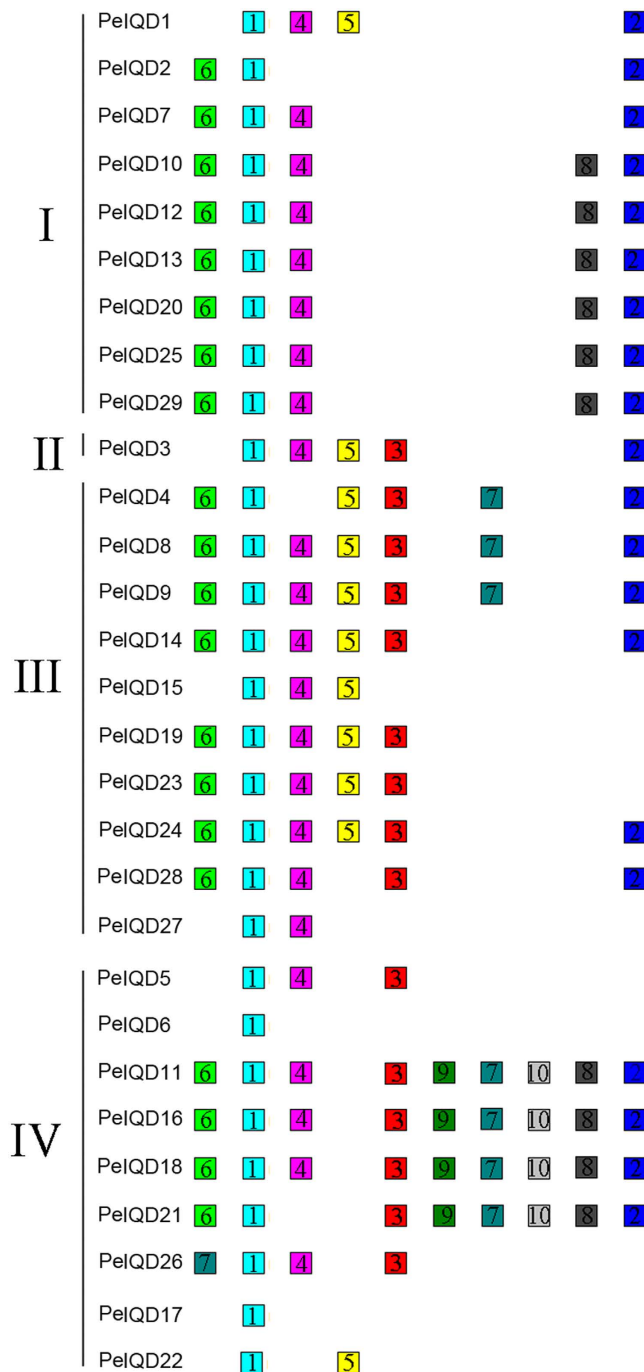 PeIQD1 1 4 5 2
PeIQD2 6 1 2
PeIQD7 6 1 4 2
PeIQD10 6 1 4 8 2
I
PeIQD12 6 1 4 8 2
PeIQD13 6 1 4 8 2
PeIQD20 6 1 4 8 2
PeIQD25 6 1 4 8 2
PeIQD29 6 1 4 8 2
II
PeIQD3 1 4 5 3 2
PeIQD4 6 1 5 3 7 2
PeIQD8 6 1 4 5 3 7 2
PeIQD9 6 1 4 5 3 7 2
PeIQD14 6 1 4 5 3 2
III
PeIQD15 1 4 5
PeIQD19 6 1 4 5 3
PeIQD23 6 1 4 5 3
PeIQD24 6 1 4 5 3 2
PeIQD28 6 1 4 3 2
PeIQD27 1 4
PeIQD5 1 4 3
PeIQD6 1
PeIQD11 6 1 4 3 9 7 10 8 2
IV
PeIQD16 6 1 4 3 9 7 10 8 2
PeIQD18 6 1 4 3 9 7 10 8 2
PeIQD21 6 1 3 9 7 10 8 2
PeIQD26 7 1 4 3
PeIQD17 1
PeIQD22 1 5